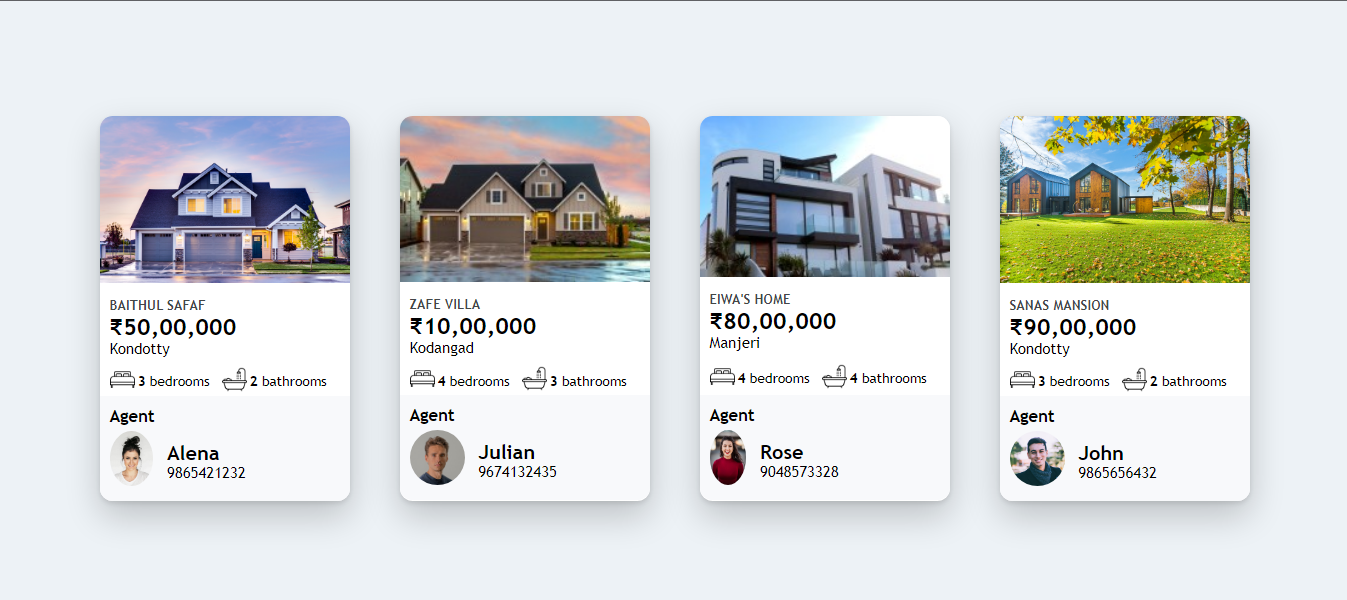 BAITHUL SAFAF
₹50,00,000
Kondotty
3 bedrooms 2 bathrooms
Agent
Alena
9865421232
ZAFE VILLA
₹10,00,000
Kodangad
4 bedrooms 3 bathrooms
Agent
Julian
9674132435
EIWA'S HOME
₹80,00,000
Manjeri
4 bedrooms 4 bathrooms
Agent
Rose
9048573328
SANAS MANSION
₹90,00,000
Kondotty
3 bedrooms 2 bathrooms
Agent
John
9865656432